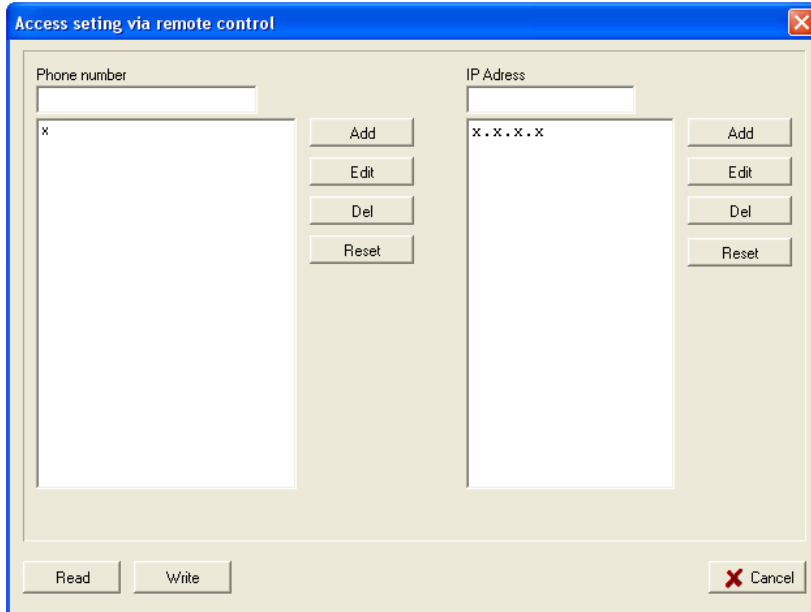 Access seting via remote control
Phone number
IP Adress
x
x.x.x.x
Add
Add
Edit
Edit
Del
Del
Reset
Reset
Read
Write
Cancel